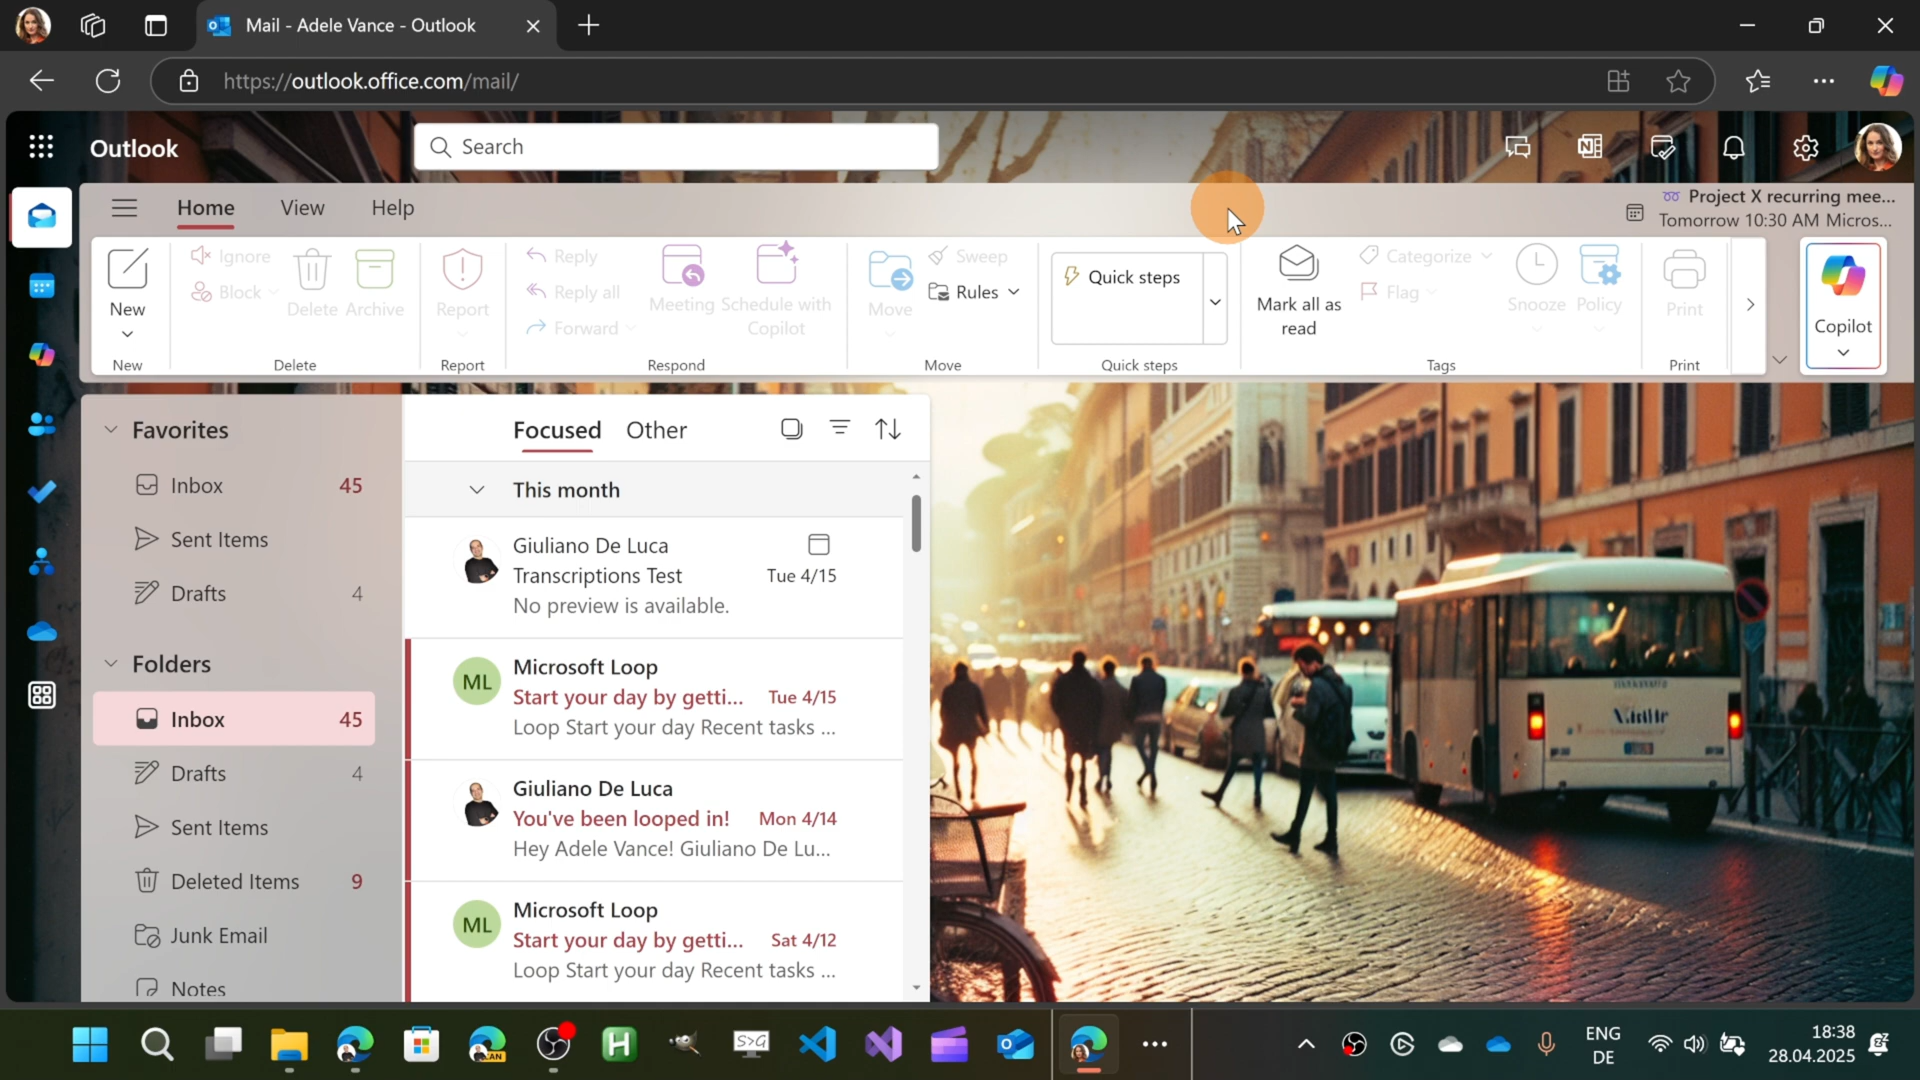 Mail - Adele Vance - Outlook
https://outlook.office.com/mail/
Outlook
Search
Home View Help
Project X recurring mee...
Tomorrow 10:30 AM Micros...
New
Ignore
Block
Delete
Archive
Report
Reply
Reply all
Forward
Meeting
Schedule with
Copilot
Move
Sweep
Rules
Quick steps
Mark all as
read
Categorize
Flag
Snooze
Policy
Print
Copilot
New
Delete
Report
Respond
Move
Quick steps
Tags
Print
Favorites
Inbox 45
Sent Items
Drafts 4
Folders
Inbox 45
Drafts 4
Sent Items
Deleted Items 9
Junk Email
Notes
Focused Other
This month
Giuliano De Luca
Transcriptions Test Tue 4/15
No preview is available.
ML
Microsoft Loop
Start your day by getti... Tue 4/15
Loop Start your day Recent tasks ...
Giuliano De Luca
You've been looped in! Mon 4/14
Hey Adele Vance! Giuliano De Lu...
ML
Microsoft Loop
Start your day by getti... Sat 4/12
Loop Start your day Recent tasks ...
CAN
H
S>G
ENG
DE
18:38
28.04.2025